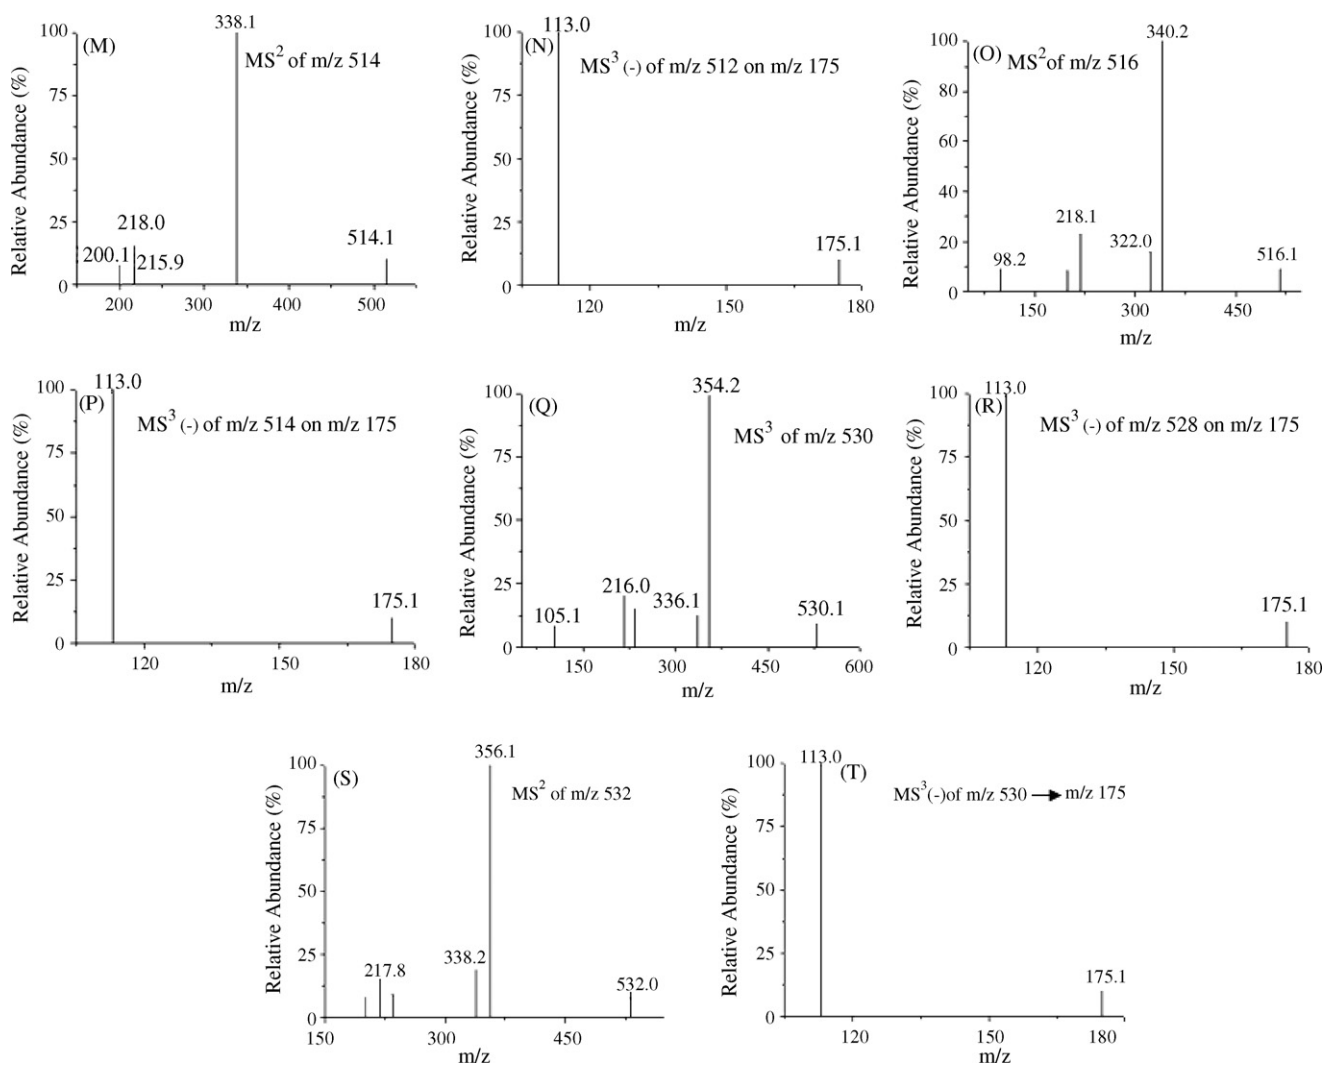 (M)
338.1
MS2 of m/z 514
218.0
200.1
215.9
514.1
Relative Abundance (%)
100
75
50
25
0
200
300
400
500
m/z
(N)
113.0
MS3 (-) of m/z 512 on m/z 175
175.1
Relative Abundance (%)
100
75
50
25
0
120
150
180
m/z
(O)
340.2
MS2of m/z 516
98.2
218.1
322.0
516.1
Relative Abundance (%)
100
80
60
40
20
0
150
300
450
m/z
(P)
113.0
MS3 (-) of m/z 514 on m/z 175
175.1
Relative Abundance (%)
100
75
50
25
0
120
150
180
m/z
(Q)
354.2
MS3 of m/z 530
105.1
216.0
336.1
530.1
Relative Abundance (%)
100
75
50
25
0
150
300
450
600
m/z
(R)
113.0
MS3 (-) of m/z 528 on m/z 175
175.1
Relative Abundance (%)
100
75
50
25
0
120
150
180
m/z
(S)
356.1
MS2 of m/z 532
217.8
338.2
532.0
Relative Abundance (%)
100
75
50
25
0
150
300
450
m/z
(T)
113.0
MS3(-)of m/z 530 → m/z 175
175.1
Relative Abundance (%)
100
75
50
25
0
120
150
180
m/z